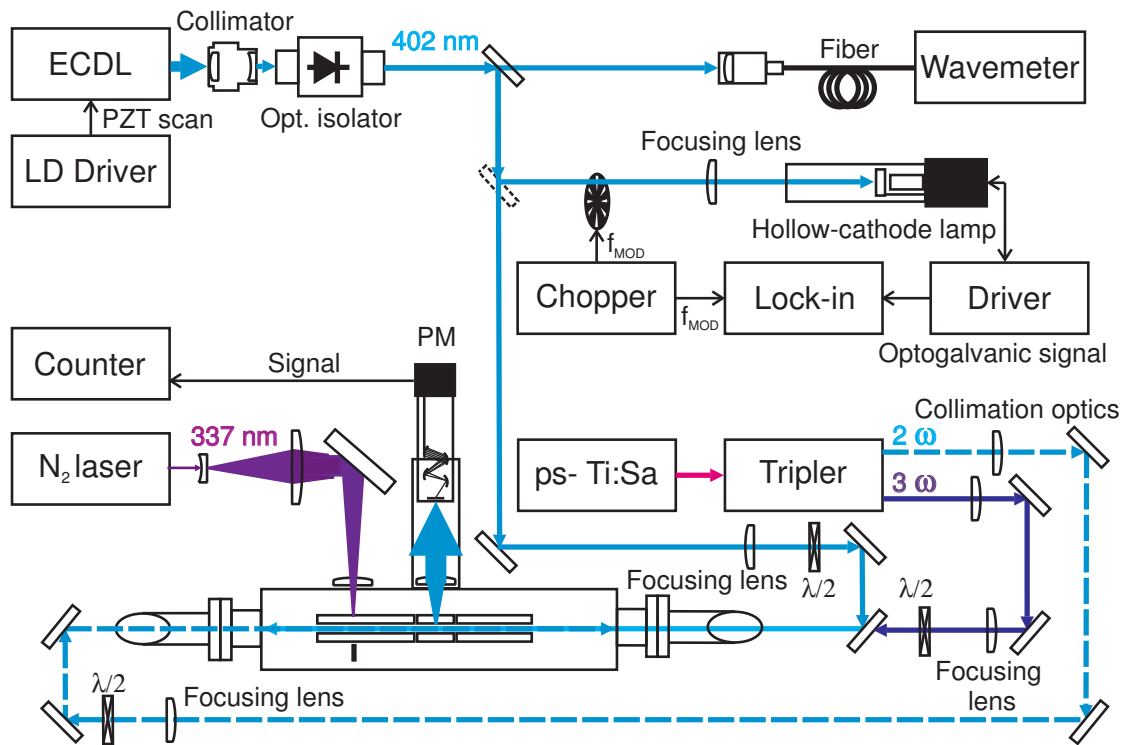 Collimator
402 nm
ECDL
Fiber
Wavemeter
PZT scan
Opt. isolator
LD Driver
Focusing lens
Hollow-cathode lamp
f_MOD
Chopper
f_MOD
Lock-in
Driver
Optogalvanic signal
PM
Counter
Signal
Collimation optics
337 nm
2 ω
N₂ laser
ps- Ti:Sa
Tripler
3 ω
Focusing lens
λ/2
λ/2
Focusing
lens
λ/2
Focusing lens